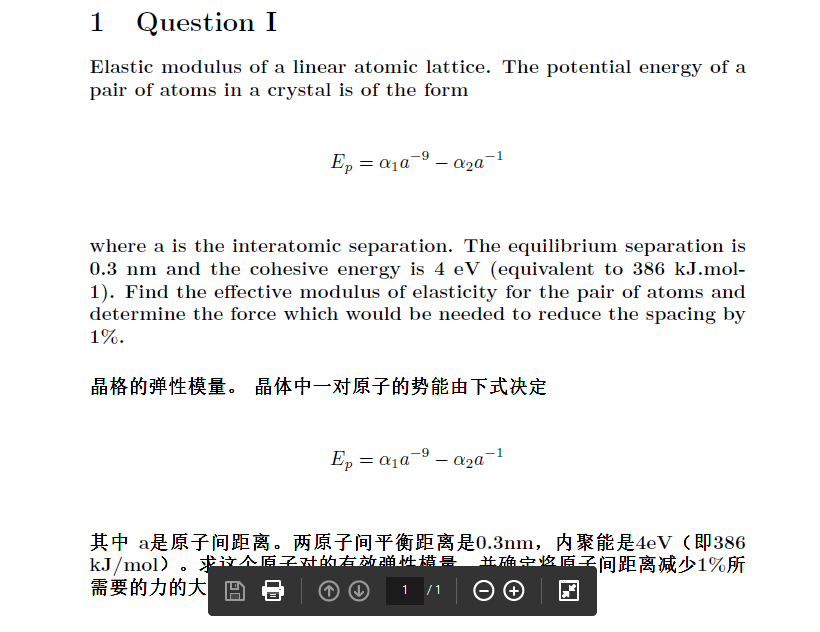 1 Question I
Elastic modulus of a linear atomic lattice. The potential energy of a
pair of atoms in a crystal is of the form
Eₚ = α₁a⁻⁹ − α₂a⁻¹
where a is the interatomic separation. The equilibrium separation is
0.3 nm and the cohesive energy is 4 eV (equivalent to 386 kJ.mol-
1). Find the effective modulus of elasticity for the pair of atoms and
determine the force which would be needed to reduce the spacing by
1%.
晶格的弹性模量。 晶体中一对原子的势能由下式决定
Eₚ = α₁a⁻⁹ − α₂a⁻¹
其中 a是原子间距离。两原子间平衡距离是0.3nm，内聚能是4eV（即386
kJ/mol）。求这个原子对的有效弹性模量，并确定将原子间距离减少1%所
需要的力的大
1 / 1